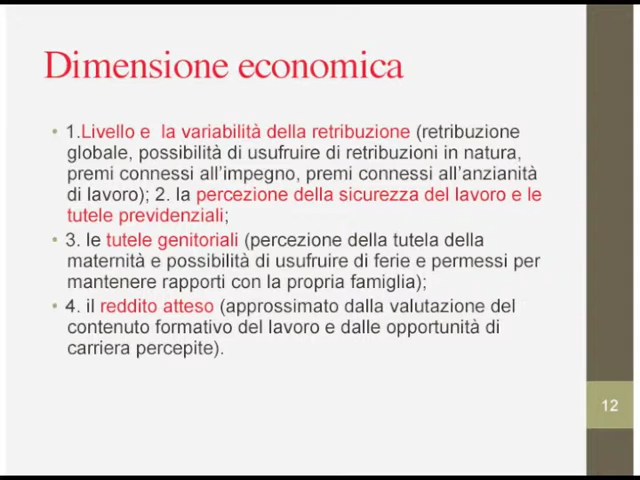 Dimensione economica
• 1.Livello e la variabilità della retribuzione (retribuzione
globale, possibilità di usufruire di retribuzioni in natura,
premi connessi all'impegno, premi connessi all'anzianità
di lavoro); 2. la percezione della sicurezza del lavoro e le
tutele previdenziali;
• 3. le tutele genitoriali (percezione della tutela della
maternità e possibilità di usufruire di ferie e permessi per
mantenere rapporti con la propria famiglia);
• 4. il reddito atteso (approssimato dalla valutazione del
contenuto formativo del lavoro e dalle opportunità di
carriera percepite).
12